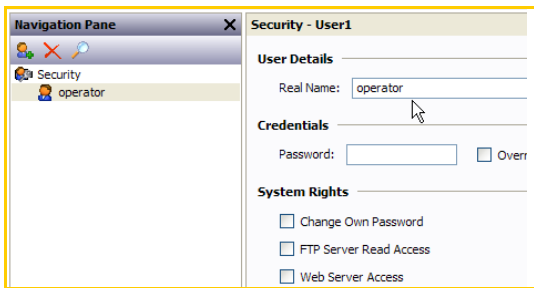 Navigation Pane
Security - User1
Security
operator
User Details
Real Name: operator
Credentials
Password:
Overr
System Rights
Change Own Password
FTP Server Read Access
Web Server Access